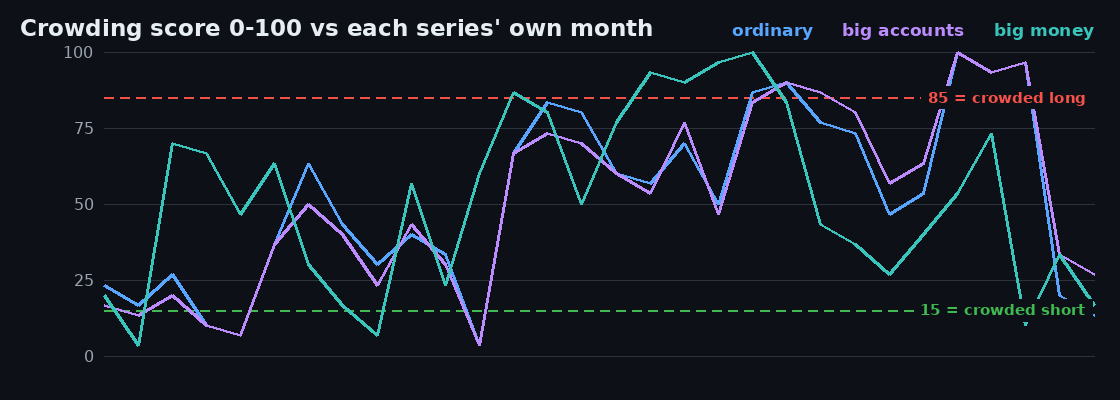 Crowding score 0-100 vs each series' own month
ordinary big accounts big money
100
85 = crowded long
75
50
25
15 = crowded short
0